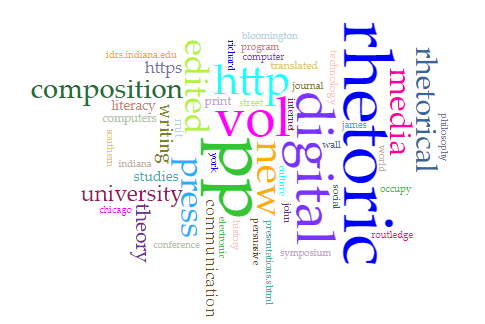 bloomington
program
computer
richard
idrs.indiana.edu
edited
https
translated
technology
rhetoric
rhetorical
media
philosophy
composition
http
journal
literacy
print
street
internet
computers
writing
mit
vol
digital
james
wall
world
southern
indiana
pp
york
new
culture
studies
press
university
social
occupy
chicago
theory
communication
electronic
history
persuasive
presentations.shtml
john
routledge
conference
symposium